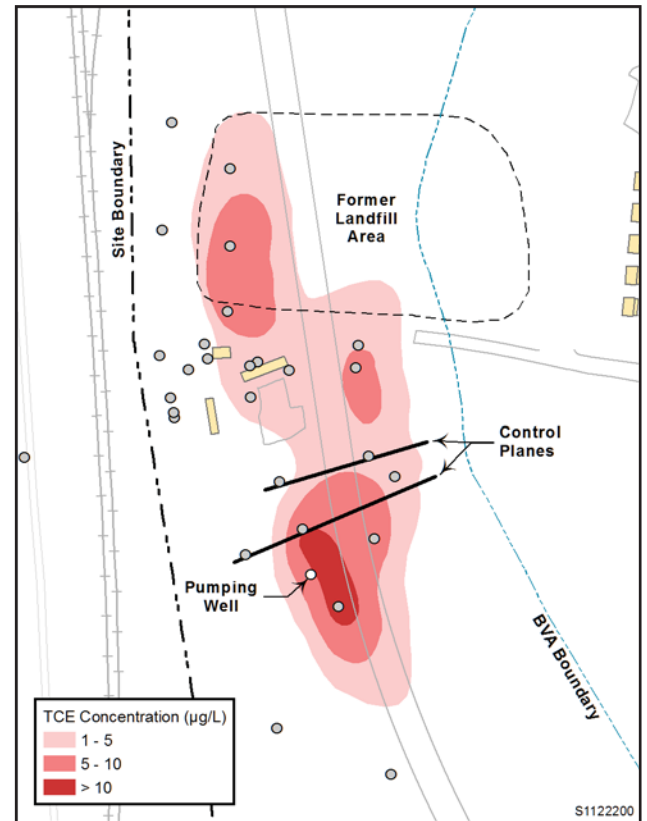 Site Boundary
Former
Landfill
Area
Control
Planes
Pumping
Well
BVA Boundary
TCE Concentration (µg/L)
1 - 5
5 - 10
> 10
S1122200